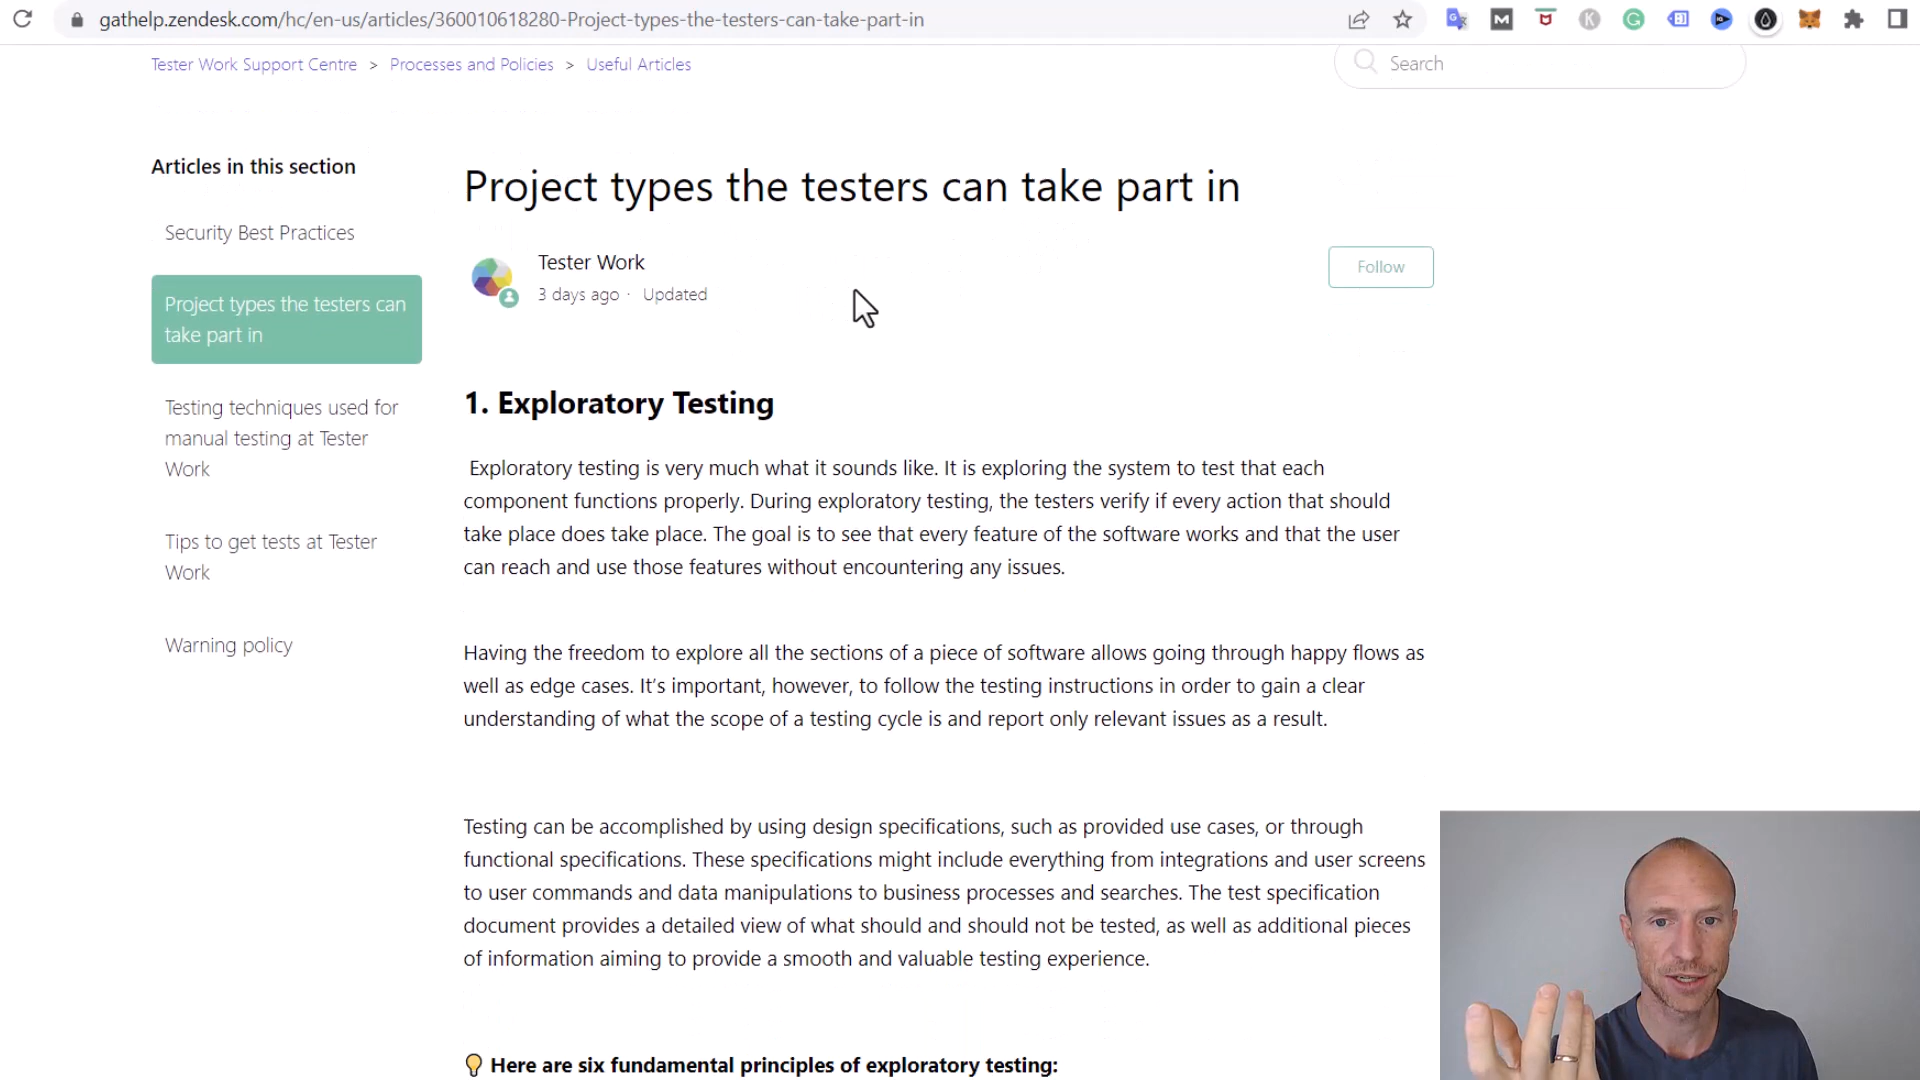 gathelp.zendesk.com/hc/en-us/articles/360010618280-Project-types-the-testers-can-take-part-in
Tester Work Support Centre > Processes and Policies > Useful Articles
Search
Articles in this section
Security Best Practices
Project types the testers can
take part in
Testing techniques used for
manual testing at Tester
Work
Tips to get tests at Tester
Work
Warning policy
Project types the testers can take part in
Tester Work
3 days ago · Updated
Follow
1. Exploratory Testing
Exploratory testing is very much what it sounds like. It is exploring the system to test that each
component functions properly. During exploratory testing, the testers verify if every action that should
take place does take place. The goal is to see that every feature of the software works and that the user
can reach and use those features without encountering any issues.
Having the freedom to explore all the sections of a piece of software allows going through happy flows as
well as edge cases. It’s important, however, to follow the testing instructions in order to gain a clear
understanding of what the scope of a testing cycle is and report only relevant issues as a result.
Testing can be accomplished by using design specifications, such as provided use cases, or through
functional specifications. These specifications might include everything from integrations and user screens
to user commands and data manipulations to business processes and searches. The test specification
document provides a detailed view of what should and should not be tested, as well as additional pieces
of information aiming to provide a smooth and valuable testing experience.
Here are six fundamental principles of exploratory testing: